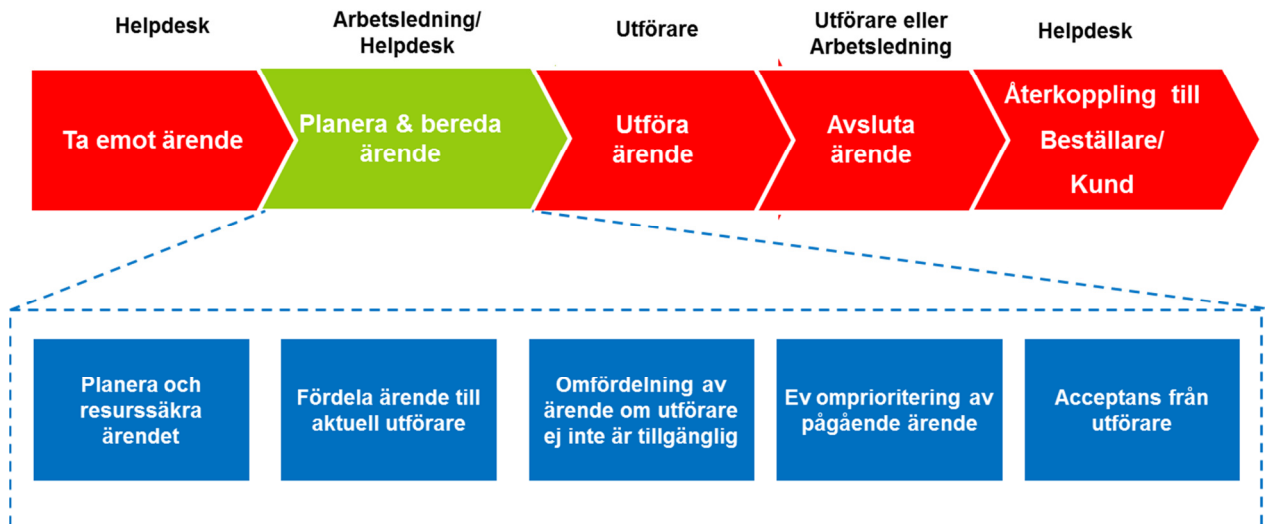 Helpdesk
Arbetsledning/
Helpdesk
Utförare
Utförare eller
Arbetsledning
Helpdesk
Ta emot ärende
Planera & bereda
ärende
Utföra
ärende
Avsluta
ärende
Återkoppling till
Beställare/
Kund
Planera och
resurssäkra
ärendet
Fördela ärende till
aktuell utförare
Omfördelning av
ärende om utförare
ej inte är tillgänglig
Ev omprioritering av
pågående ärende
Acceptans från
utförare